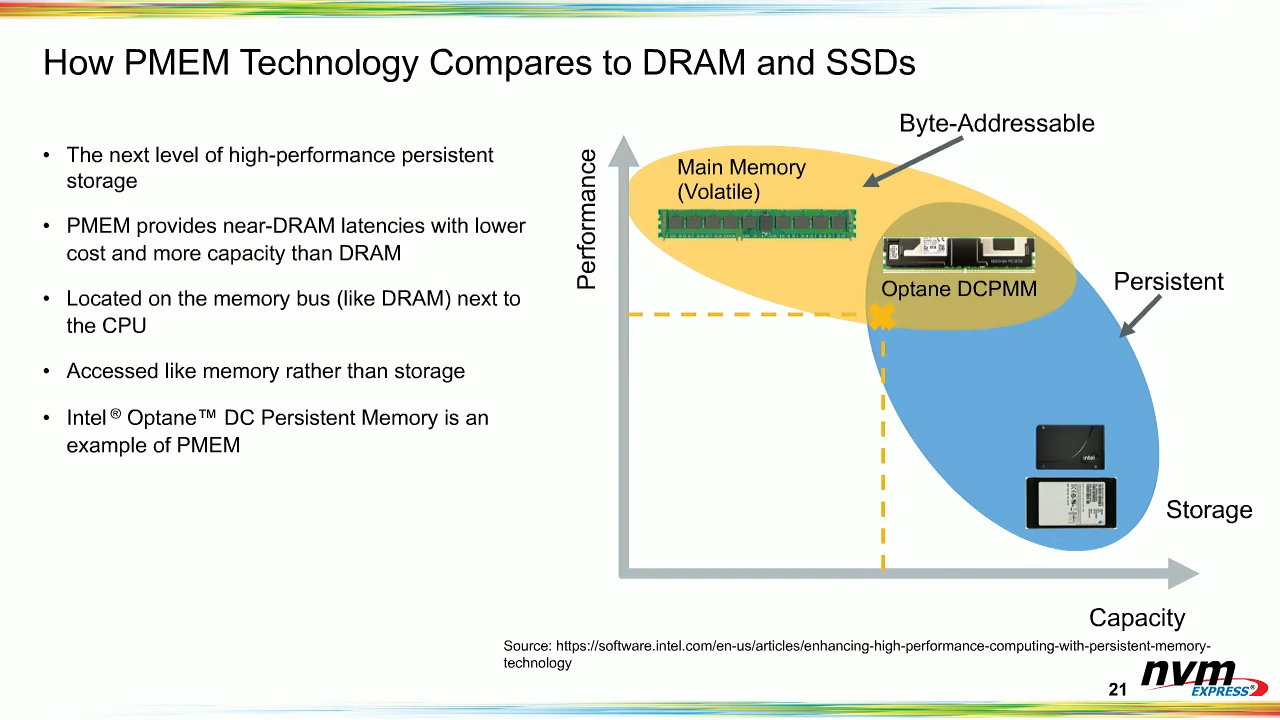 How PMEM Technology Compares to DRAM and SSDs
• The next level of high-performance persistent
storage
• PMEM provides near-DRAM latencies with lower
cost and more capacity than DRAM
• Located on the memory bus (like DRAM) next to
the CPU
• Accessed like memory rather than storage
• Intel® Optane™ DC Persistent Memory is an
example of PMEM
Byte-Addressable
Performance
Main Memory
(Volatile)
Optane DCPMM
Persistent
intel
Storage
Capacity
Source: https://software.intel.com/en-us/articles/enhancing-high-performance-computing-with-persistent-memory-
technology
21
nvm
EXPRESS®